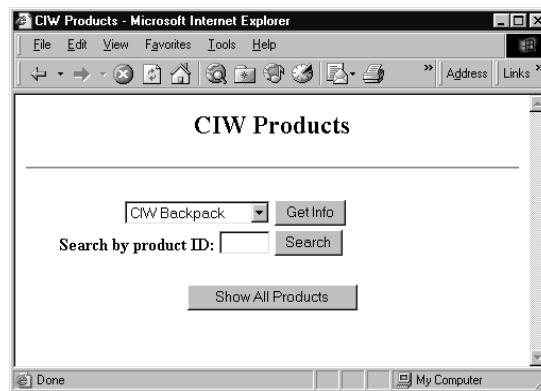 CIW Products - Microsoft Internet Explorer
File Edit View Favorites Tools Help
» Address Links »
CIW Products
CIW Backpack Get Info
Search by product ID: Search
Show All Products
Done My Computer